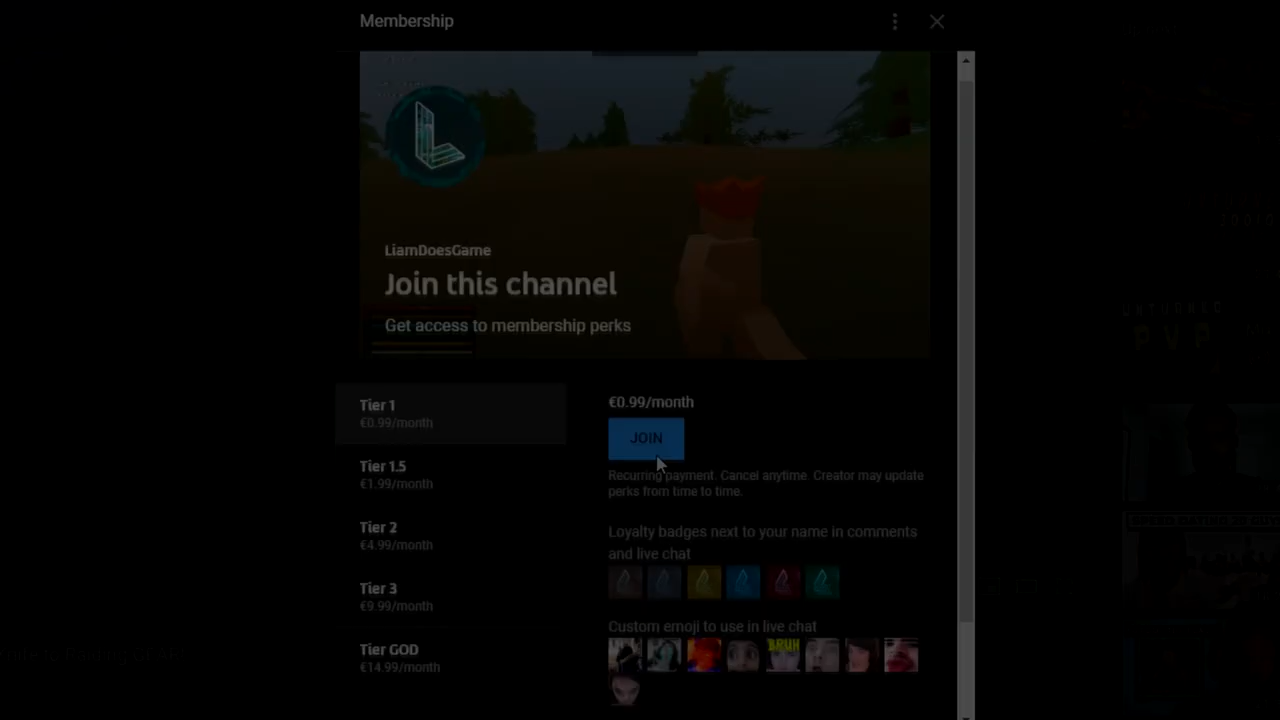 Membership
LiamDoesGame
Join this channel
Get access to membership perks
Tier 1
€0.99/month
Tier 1.5
€1.99/month
Tier 2
€4.99/month
Tier 3
€9.99/month
Tier GOD
€14.99/month
€0.99/month
JOIN
Recurring payment. Cancel anytime. Creator may update
perks from time to time.
Loyalty badges next to your name in comments
and live chat
Custom emoji to use in live chat
BRUH
UNTURNED
PVP